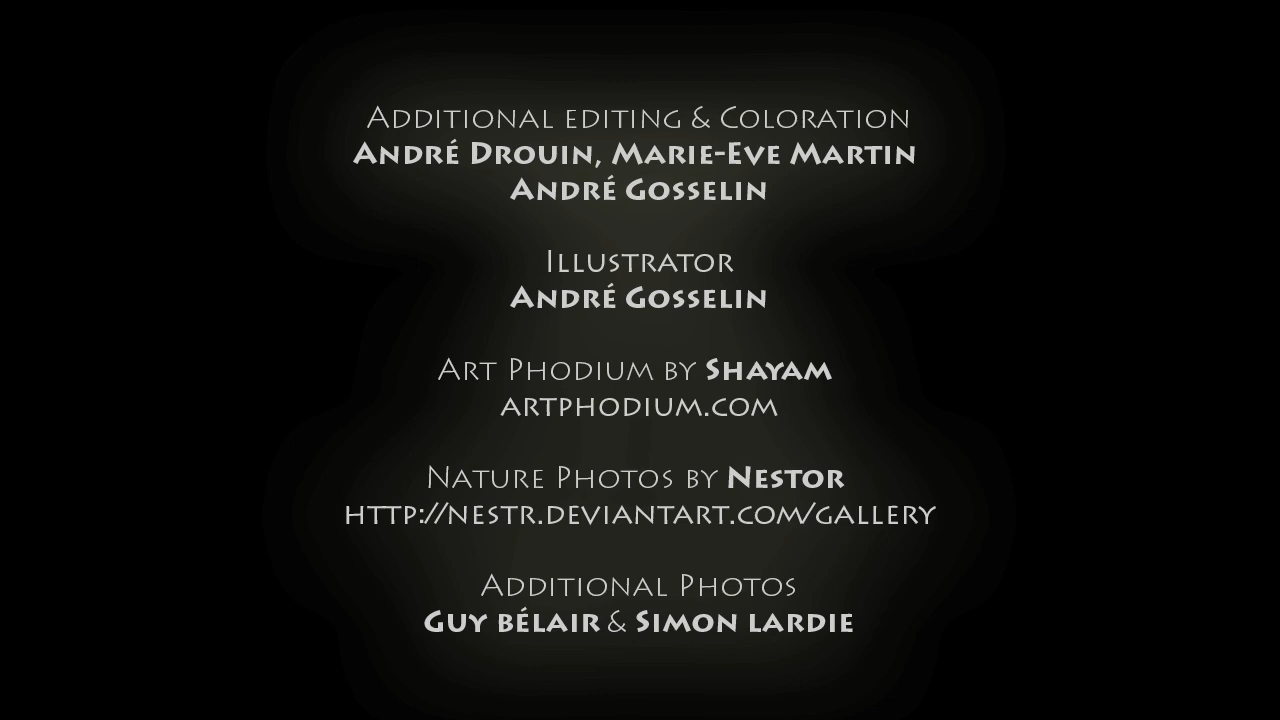 Additional editing & Coloration
André Drouin, Marie-Eve Martin
André Gosselin
Illustrator
André Gosselin
Art Phodium by Shayam
artphodium.com
Nature Photos by Nestor
http://nestr.deviantart.com/gallery
Additional Photos
Guy bélair & Simon lardie